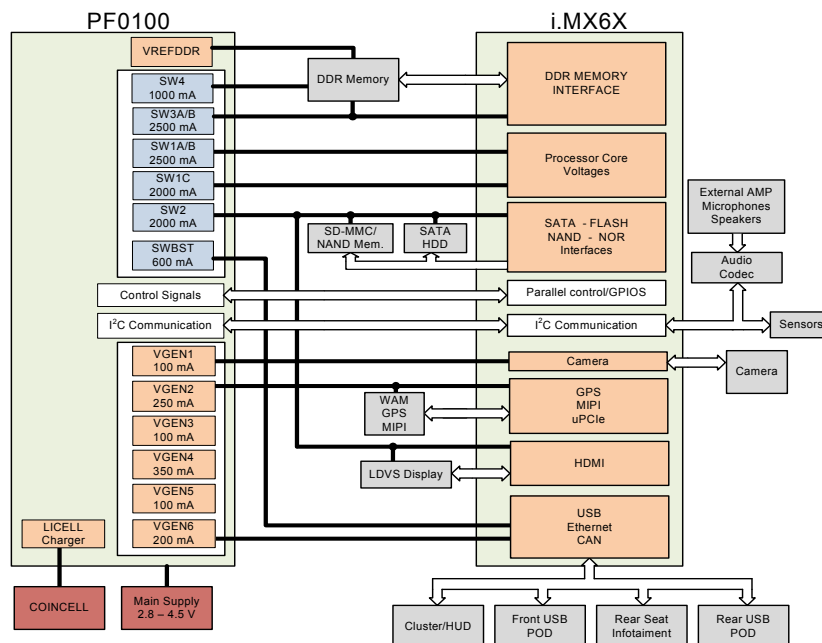 PF0100
i.MX6X
VREFDDR
SW4
1000 mA
SW3A/B
2500 mA
SW1A/B
2500 mA
SW1C
2000 mA
SW2
2000 mA
SWBST
600 mA
Control Signals
I²C Communication
VGEN1
100 mA
VGEN2
250 mA
VGEN3
100 mA
VGEN4
350 mA
VGEN5
100 mA
VGEN6
200 mA
LICELL
Charger
COINCELL
Main Supply
2.8 – 4.5 V
DDR Memory
SD-MMC/
NAND Mem.
SATA
HDD
WAM
GPS
MIPI
LDVS Display
DDR MEMORY
INTERFACE
Processor Core
Voltages
SATA - FLASH
NAND - NOR
Interfaces
Parallel control/GPIOS
I²C Communication
Camera
GPS
MIPI
uPCIe
HDMI
USB
Ethernet
CAN
External AMP
Microphones
Speakers
Audio
Codec
Sensors
Camera
Cluster/HUD
Front USB
POD
Rear Seat
Infotaiment
Rear USB
POD